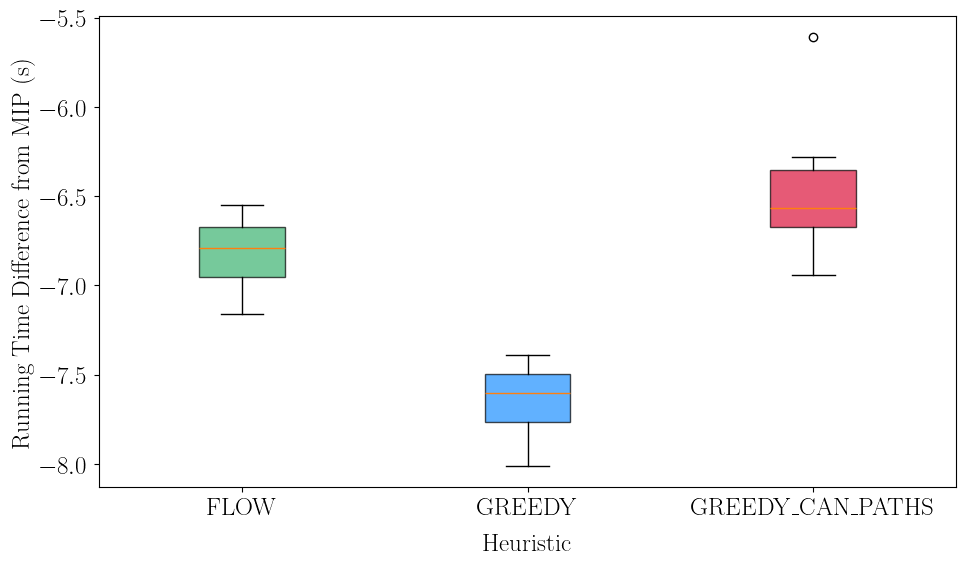 Running Time Difference from MIP (s)
−5.5
−6.0
−6.5
−7.0
−7.5
−8.0
FLOW
GREEDY
GREEDY_CAN_PATHS
Heuristic